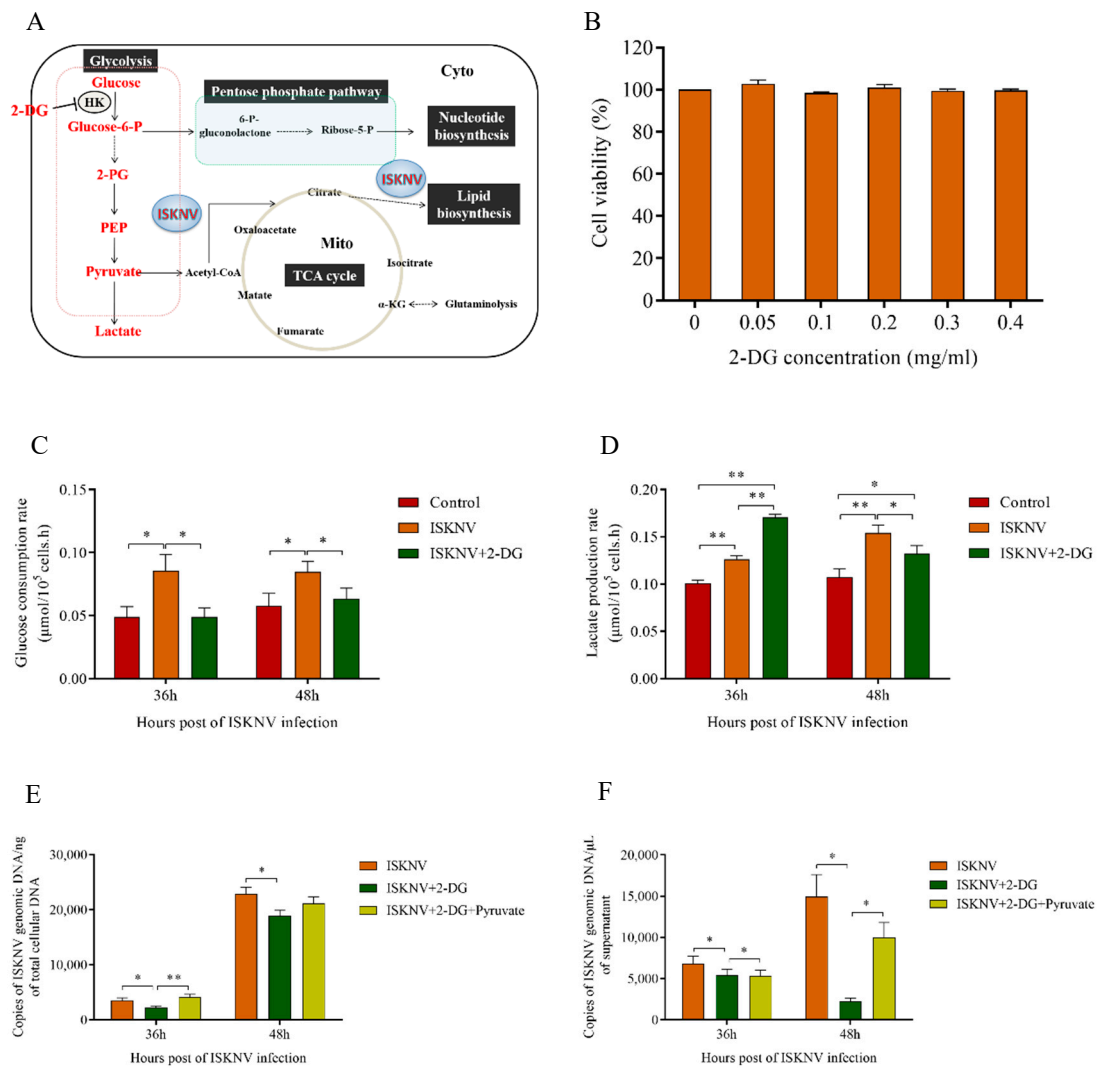 A
Glycolysis
Glucose
2-DG
HK
Glucose-6-P
2-PG
PEP
Pyruvate
Lactate
ISKNV
Cyto
Pentose phosphate pathway
6-P-
gluconolactone
Ribose-5-P
Nucleotide
biosynthesis
ISKNV
Lipid
biosynthesis
Citrate
Oxaloacetate
Mito
TCA cycle
Isocitrate
Acetyl-CoA
Matate
α-KG
Glutaminolysis
Fumarate
B
Cell viability (%)
120
100
80
60
40
20
0
0 0.05 0.1 0.2 0.3 0.4
2-DG concentration (mg/ml)
C
Glucose consumption rate
(μmol/10⁵ cells.h)
0.15
0.10
0.05
0.00
* *
* *
Control
ISKNV
ISKNV+2-DG
36h 48h
Hours post of ISKNV infection
D
Lactate production rate
(μmol/10⁵ cells.h)
0.20
0.15
0.10
0.05
0.00
**
**
**
*
** *
Control
ISKNV
ISKNV+2-DG
36h 48h
Hours post of ISKNV infection
E
Copies of ISKNV genomic DNA/ng
of total cellular DNA
30,000
20,000
10,000
0
* **
*
ISKNV
ISKNV+2-DG
ISKNV+2-DG+Pyruvate
36h 48h
Hours post of ISKNV infection
F
Copies of ISKNV genomic DNA/μL
of supernatant
20,000
15,000
10,000
5,000
0
* *
*
*
ISKNV
ISKNV+2-DG
ISKNV+2-DG+Pyruvate
36h 48h
Hours post of ISKNV infection